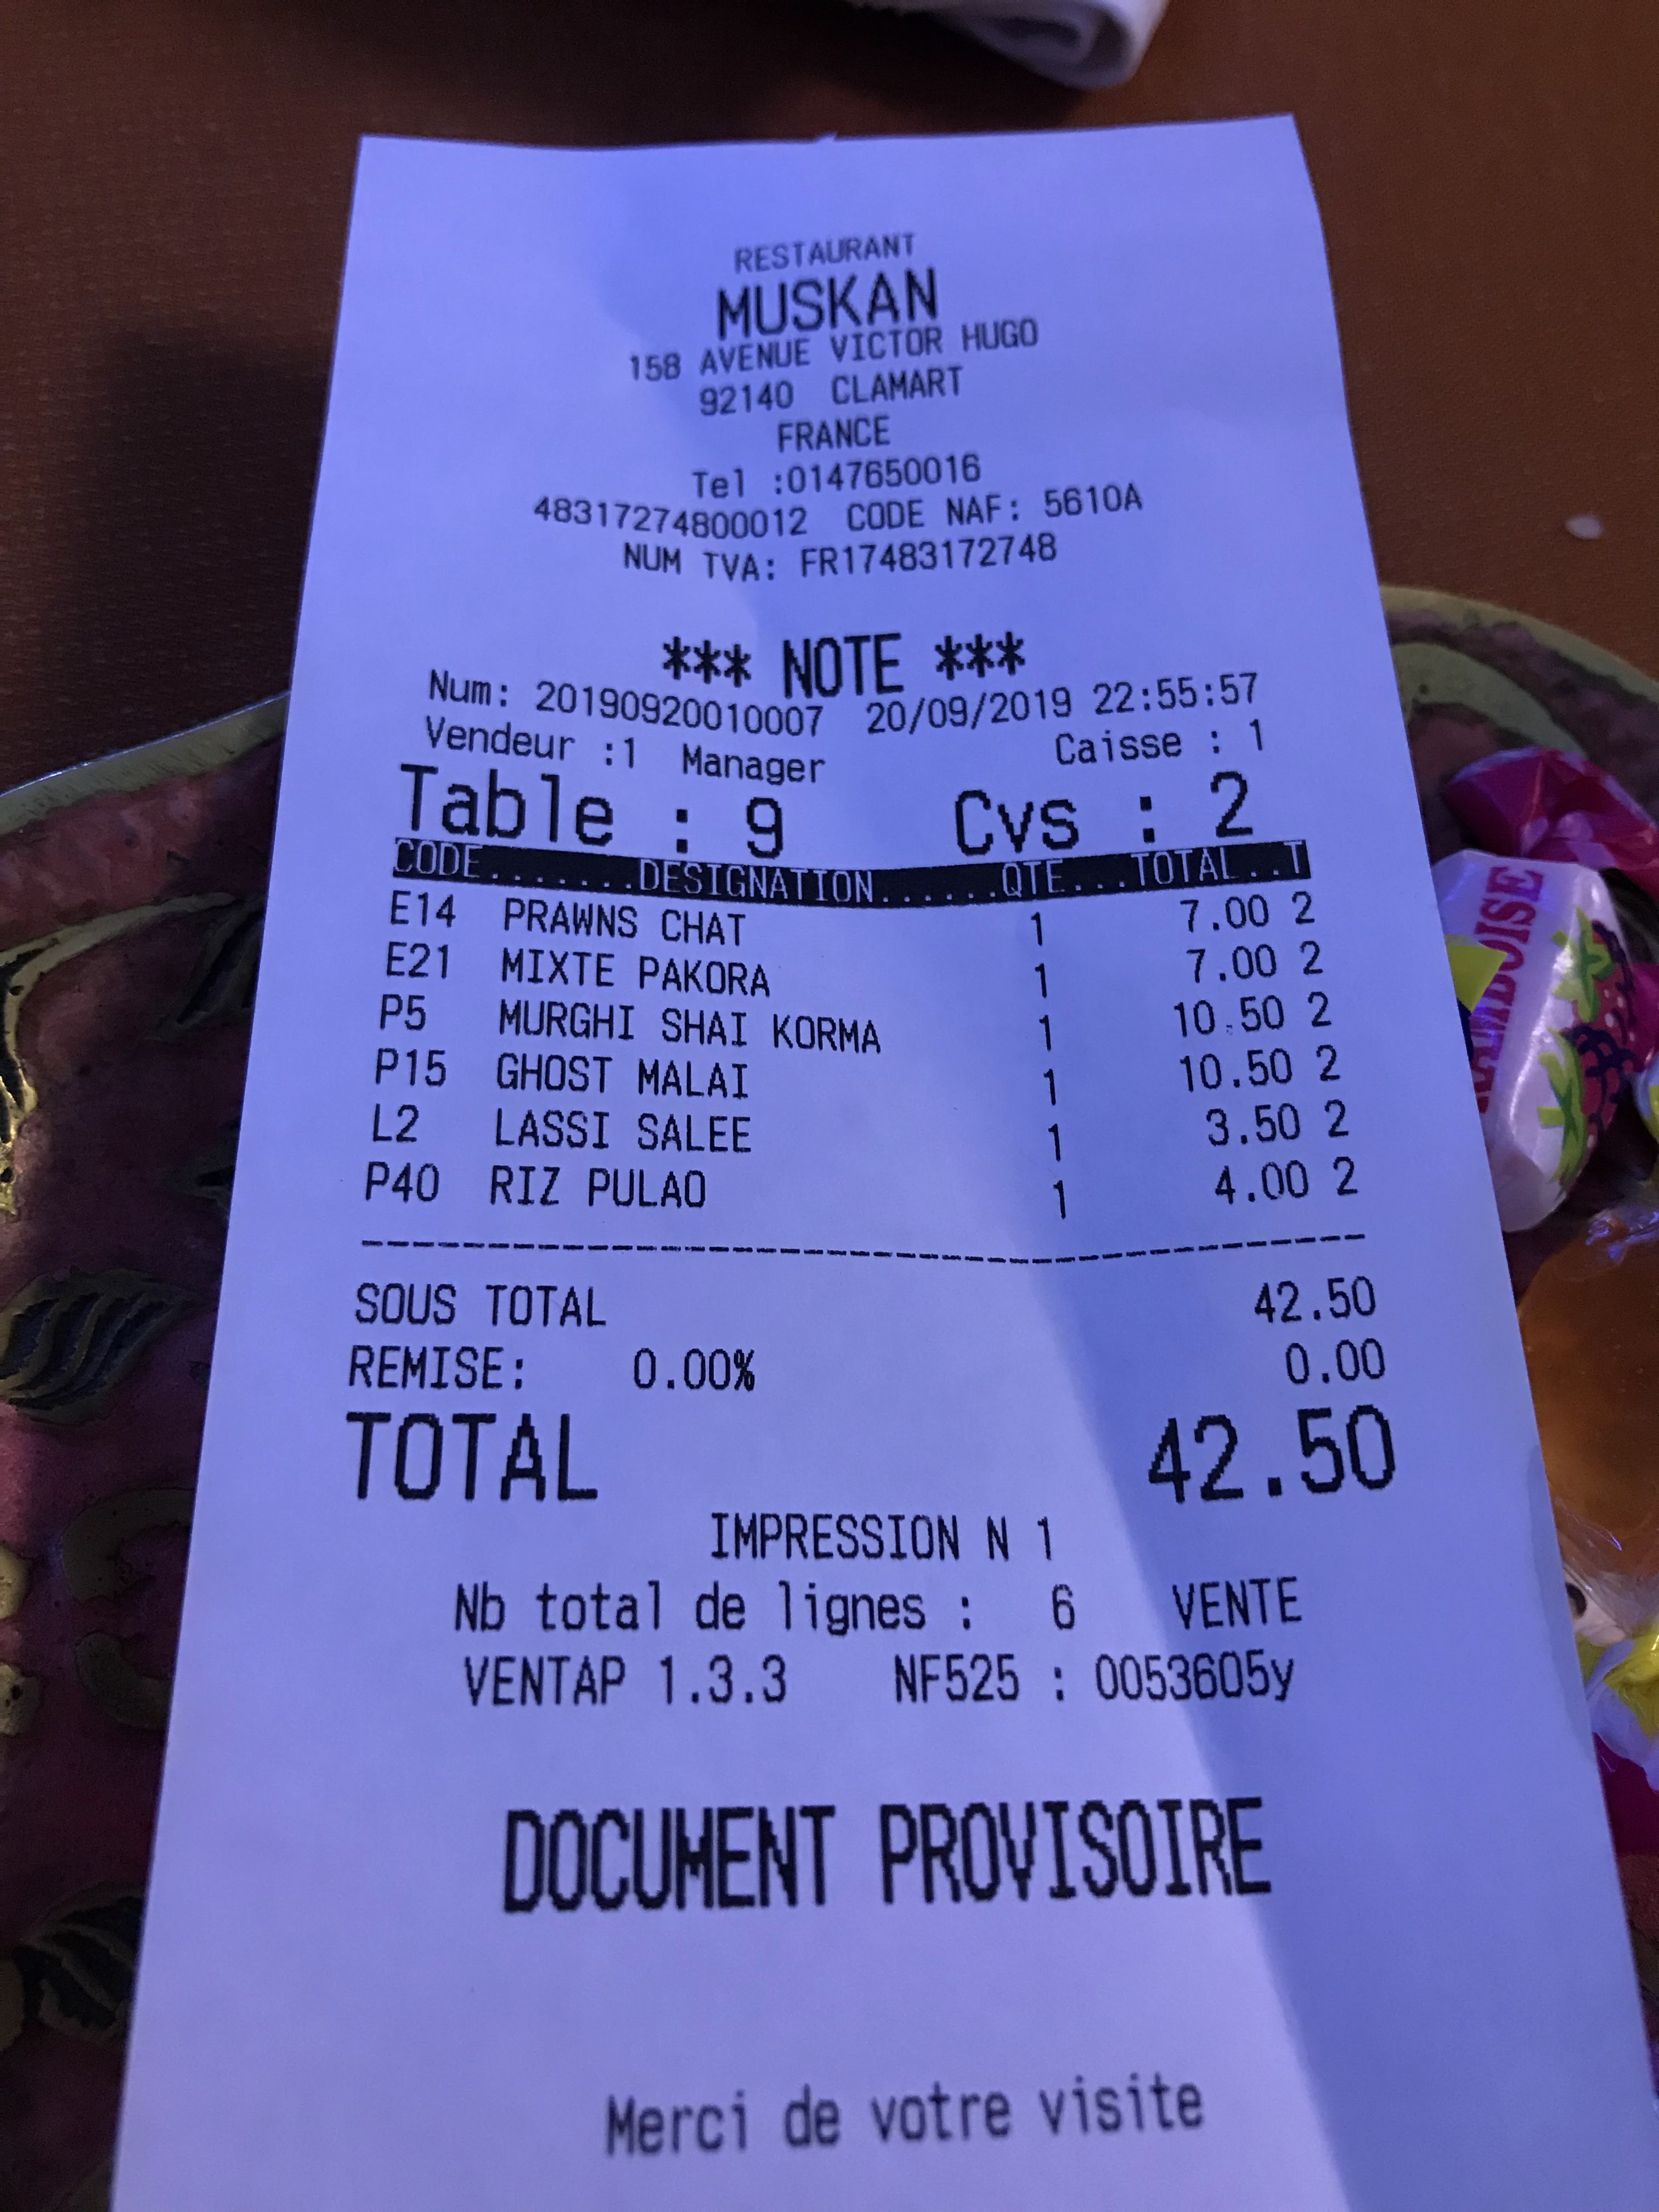 RESTAURANT
MUSKAN
158 AVENUE VICTOR HUGO
92140 CLAMART
FRANCE
Tel :0147650016
48317274800012 CODE NAF: 5610A
NUM TVA: FR17483172748
*** NOTE ***
Num: 20190920010007 20/09/2019 22:55:57
Vendeur :1 Manager Caisse : 1
Table : 9 Cvs : 2
CODE.......DESIGNATION......QTE...TOTAL..T
E14 PRAWNS CHAT 1 7.00 2
E21 MIXTE PAKORA 1 7.00 2
P5 MURGHI SHAI KORMA 1 10.50 2
P15 GHOST MALAI 1 10.50 2
L2 LASSI SALEE 1 3.50 2
P40 RIZ PULAO 1 4.00 2
SOUS TOTAL 42.50
REMISE: 0.00% 0.00
TOTAL 42.50
IMPRESSION N 1
Nb total de lignes : 6 VENTE
VENTAP 1.3.3 NF525 : 0053605y
DOCUMENT PROVISOIRE
Merci de votre visite
FRAMBOISE